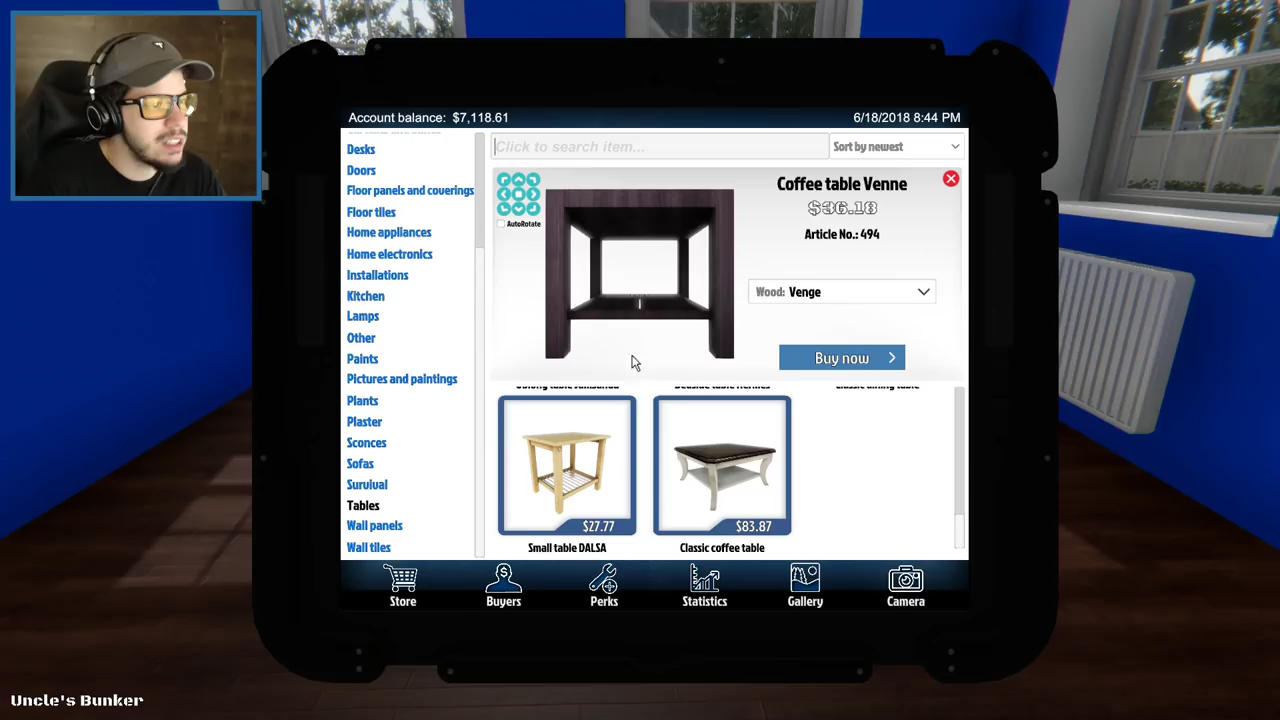 Account balance: $7,118.61
6/18/2018 8:44 PM
Desks
Doors
Floor panels and coverings
Floor tiles
Home appliances
Home electronics
Installations
Kitchen
Lamps
Other
Paints
Pictures and paintings
Plants
Plaster
Sconces
Sofas
Survival
Tables
Wall panels
Wall tiles
Click to search item...
Sort by newest
AutoRotate
Coffee table Venne
$36.18
Article No.: 494
Wood: Venge
Buy now
Classic dining table
$27.77
$83.87
Small table DALSA
Classic coffee table
Store
Buyers
Perks
Statistics
Gallery
Camera
Uncle's Bunker